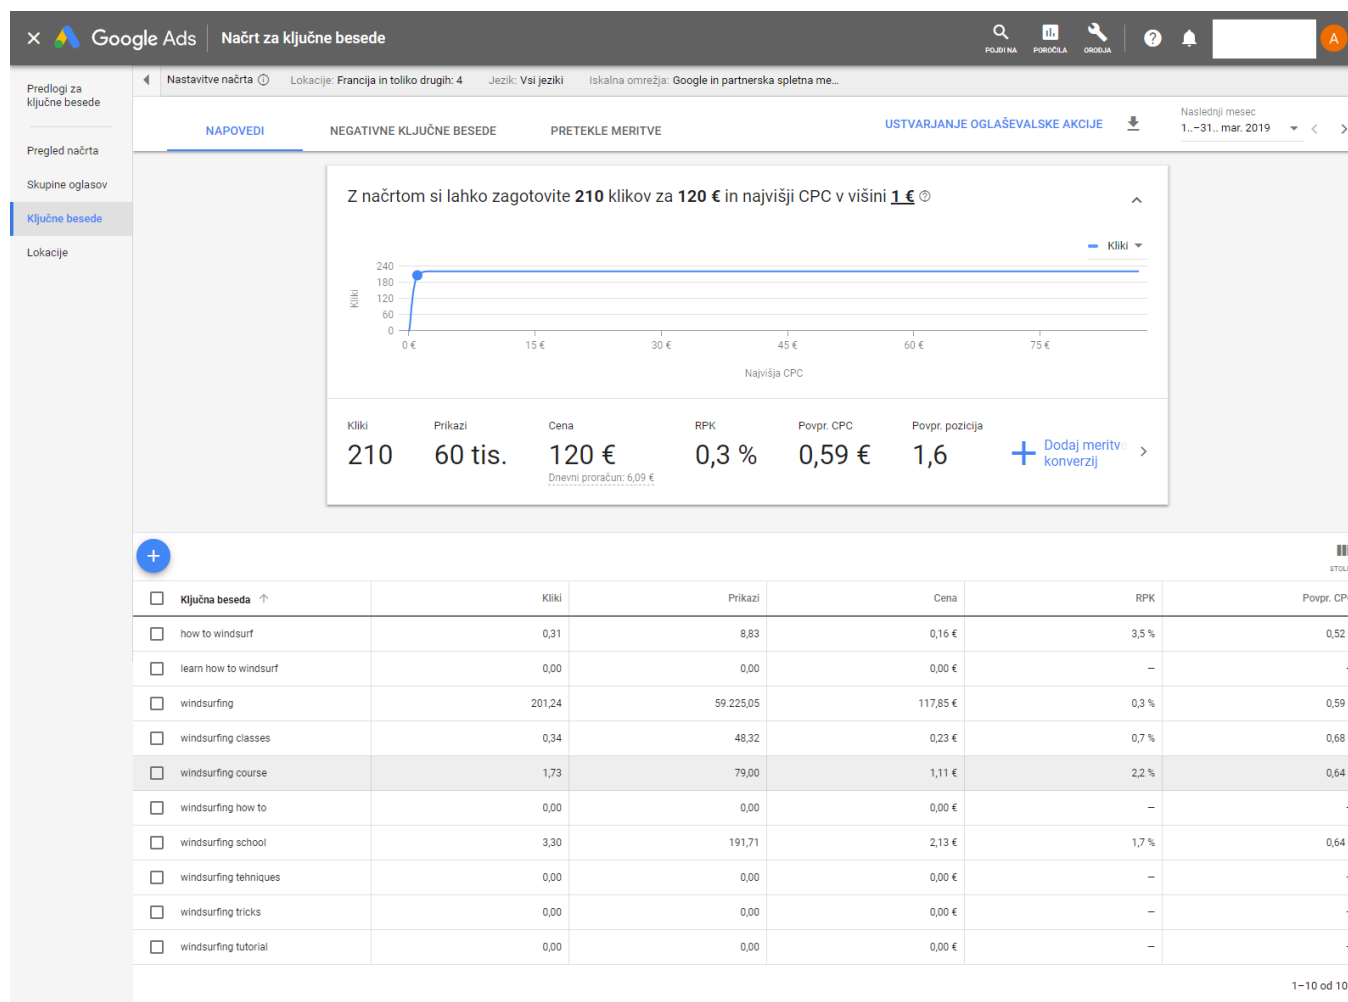 Google Ads
Načrt za ključne besede
POJDI NA
POROČILA
ORODJA
A
Predlogi za
ključne besede
Pregled načrta
Skupine oglasov
Ključne besede
Lokacije
Nastavitve načrta Lokacije: Francija in toliko drugih: 4 Jezik: Vsi jeziki Iskalna omrežja: Google in partnerska spletna me...
NAPOVEDI NEGATIVNE KLJUČNE BESEDE PRETEKLE MERITVE
USTVARJANJE OGLAŠEVALSKE AKCIJE
Naslednji mesec
1..–31.. mar. 2019
Z načrtom si lahko zagotovite 210 klikov za 120 € in najvišji CPC v višini 1 €
Kliki
240
180
120
60
0
Kliki
0 € 15 € 30 € 45 € 60 € 75 €
Najvišja CPC
Kliki Prikazi Cena RPK Povpr. CPC Povpr. pozicija
210 60 tis. 120 € 0,3 % 0,59 € 1,6
Dnevni proračun: 6,09 €
Dodaj meritve
konverzij
STOL
Ključna beseda Kliki Prikazi Cena RPK Povpr. CPC
how to windsurf 0,31 8,83 0,16 € 3,5 % 0,52
learn how to windsurf 0,00 0,00 0,00 € –
windsurfing 201,24 59.225,05 117,85 € 0,3 % 0,59
windsurfing classes 0,34 48,32 0,23 € 0,7 % 0,68
windsurfing course 1,73 79,00 1,11 € 2,2 % 0,64
windsurfing how to 0,00 0,00 0,00 € –
windsurfing school 3,30 191,71 2,13 € 1,7 % 0,64
windsurfing tehniques 0,00 0,00 0,00 € –
windsurfing tricks 0,00 0,00 0,00 € –
windsurfing tutorial 0,00 0,00 0,00 € –
1–10 od 10